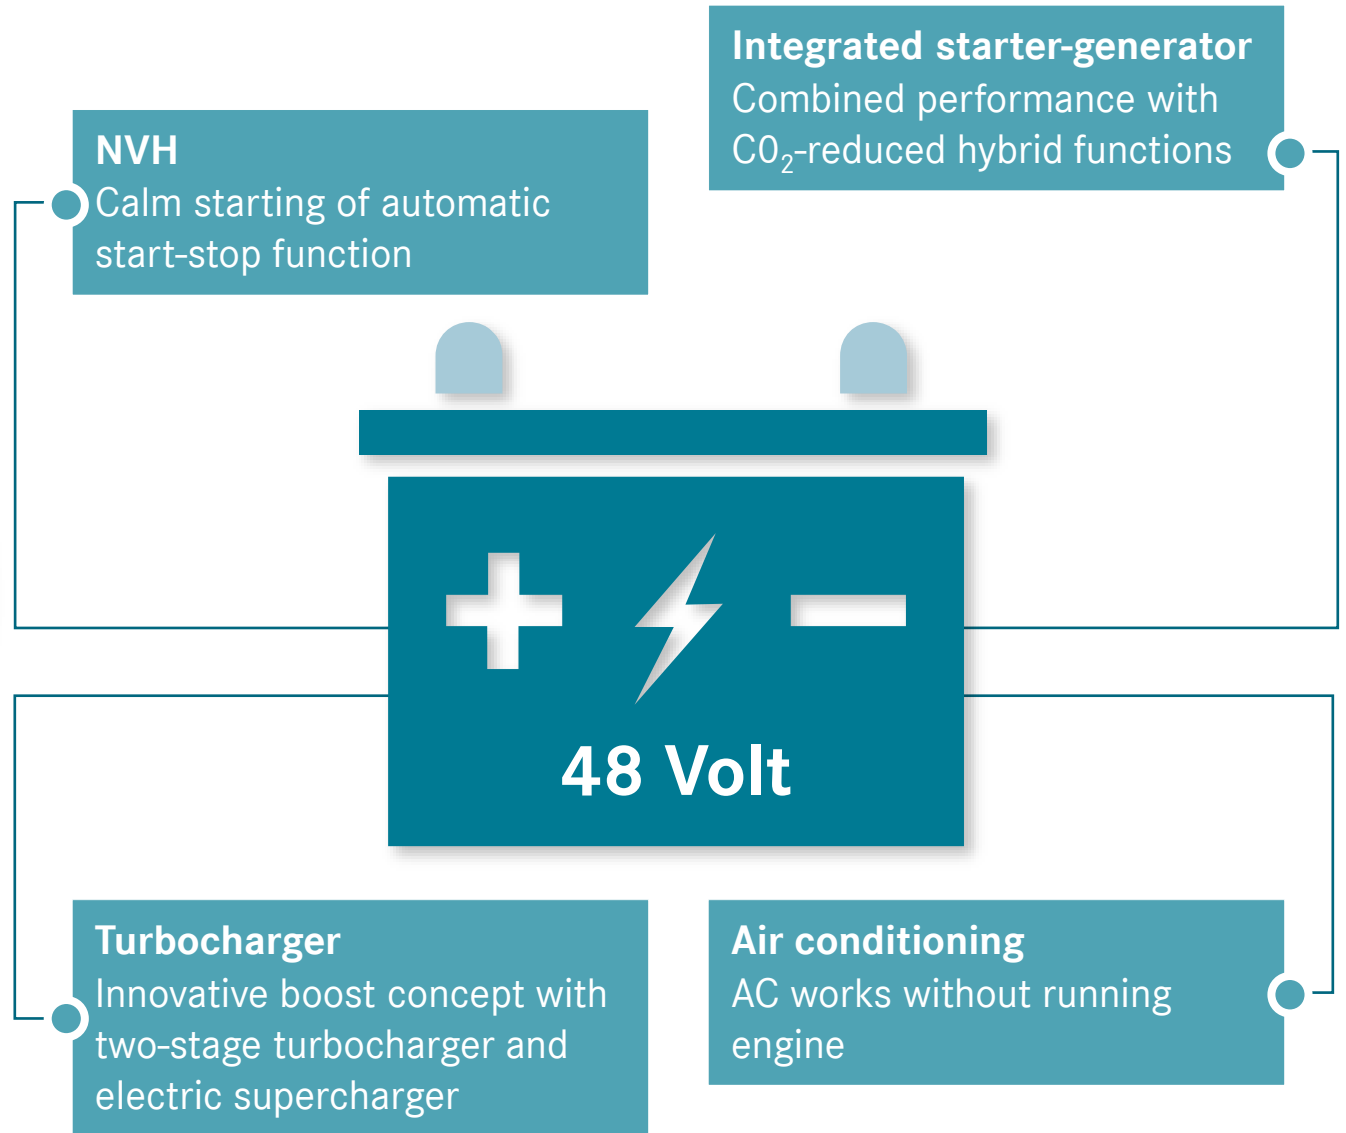 Integrated starter-generator
Combined performance with
C0₂-reduced hybrid functions
NVH
Calm starting of automatic
start-stop function
48 Volt
Turbocharger
Innovative boost concept with
two-stage turbocharger and
electric supercharger
Air conditioning
AC works without running
engine